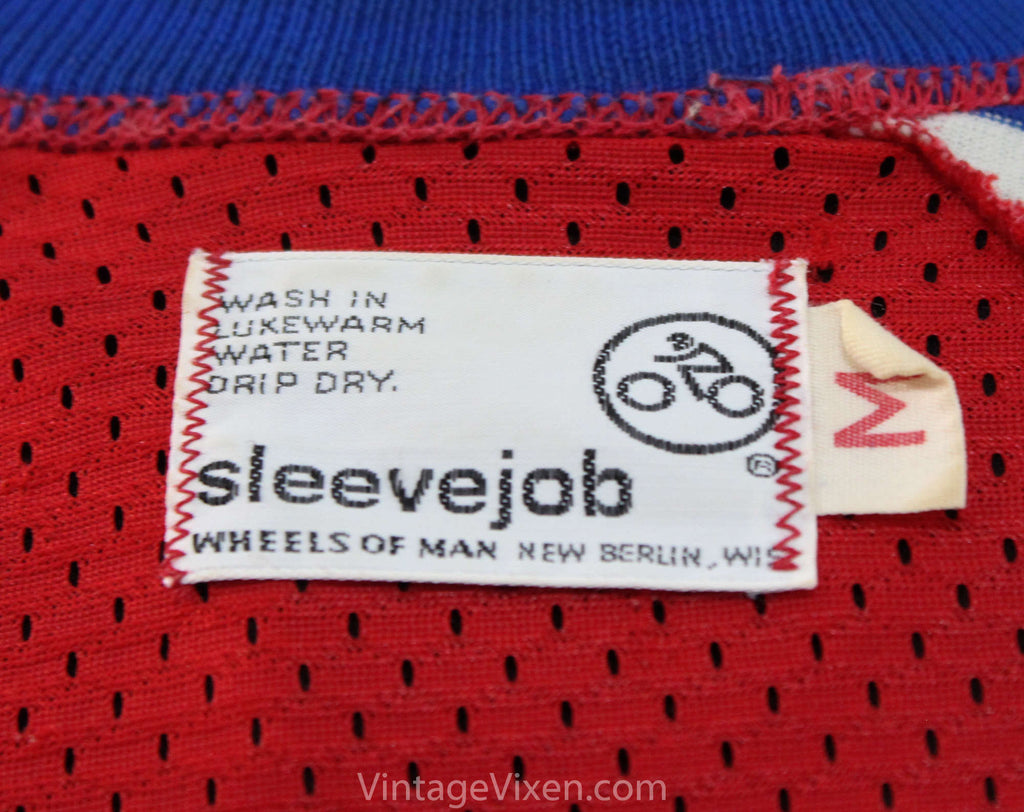 WASH IN
LUKEWARM
WATER
DRIP DRY.
sleevejob ®
WHEELS OF MAN NEW BERLIN, WIS
M
VintageVixen.com